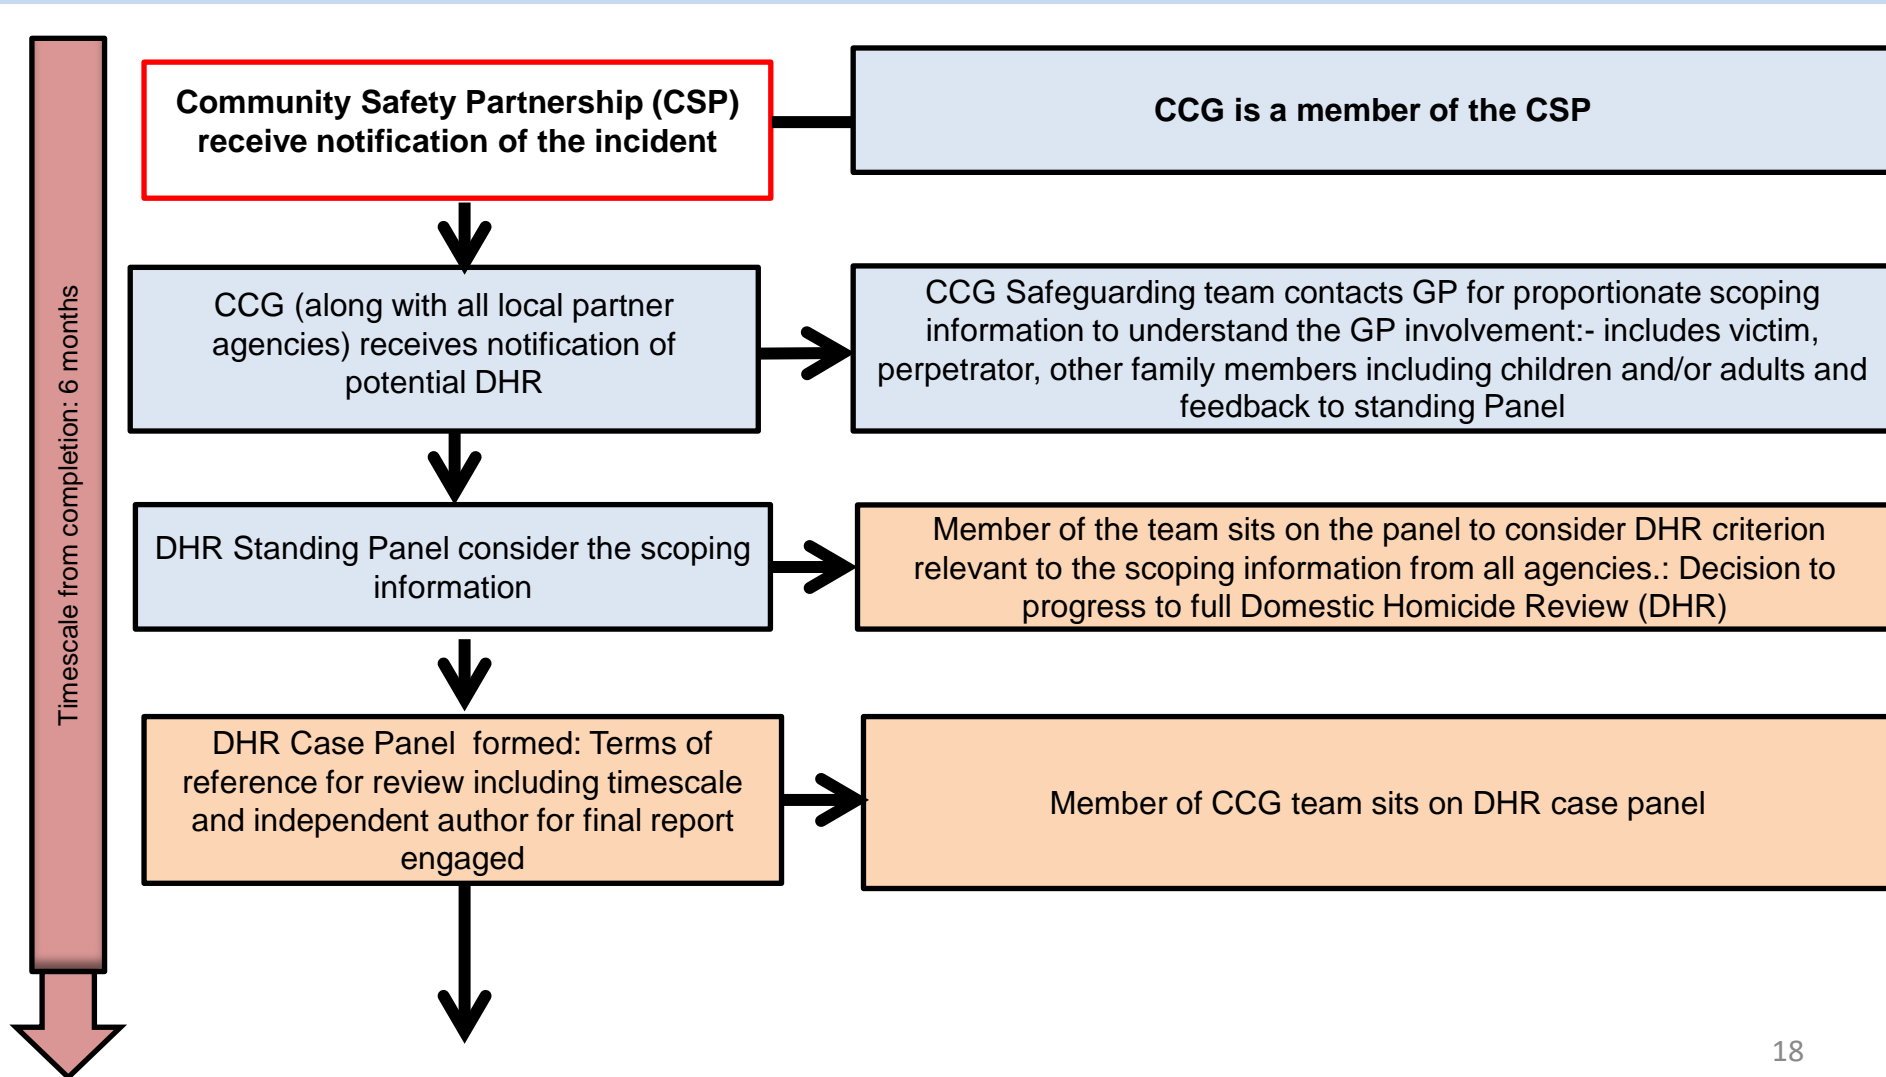 Timescale from completion: 6 months
Community Safety Partnership (CSP)
receive notification of the incident
CCG is a member of the CSP
CCG (along with all local partner
agencies) receives notification of
potential DHR
CCG Safeguarding team contacts GP for proportionate scoping
information to understand the GP involvement:- includes victim,
perpetrator, other family members including children and/or adults and
feedback to standing Panel
DHR Standing Panel consider the scoping
information
Member of the team sits on the panel to consider DHR criterion
relevant to the scoping information from all agencies.: Decision to
progress to full Domestic Homicide Review (DHR)
DHR Case Panel  formed: Terms of
reference for review including timescale
and independent author for final report
engaged
Member of CCG team sits on DHR case panel
18